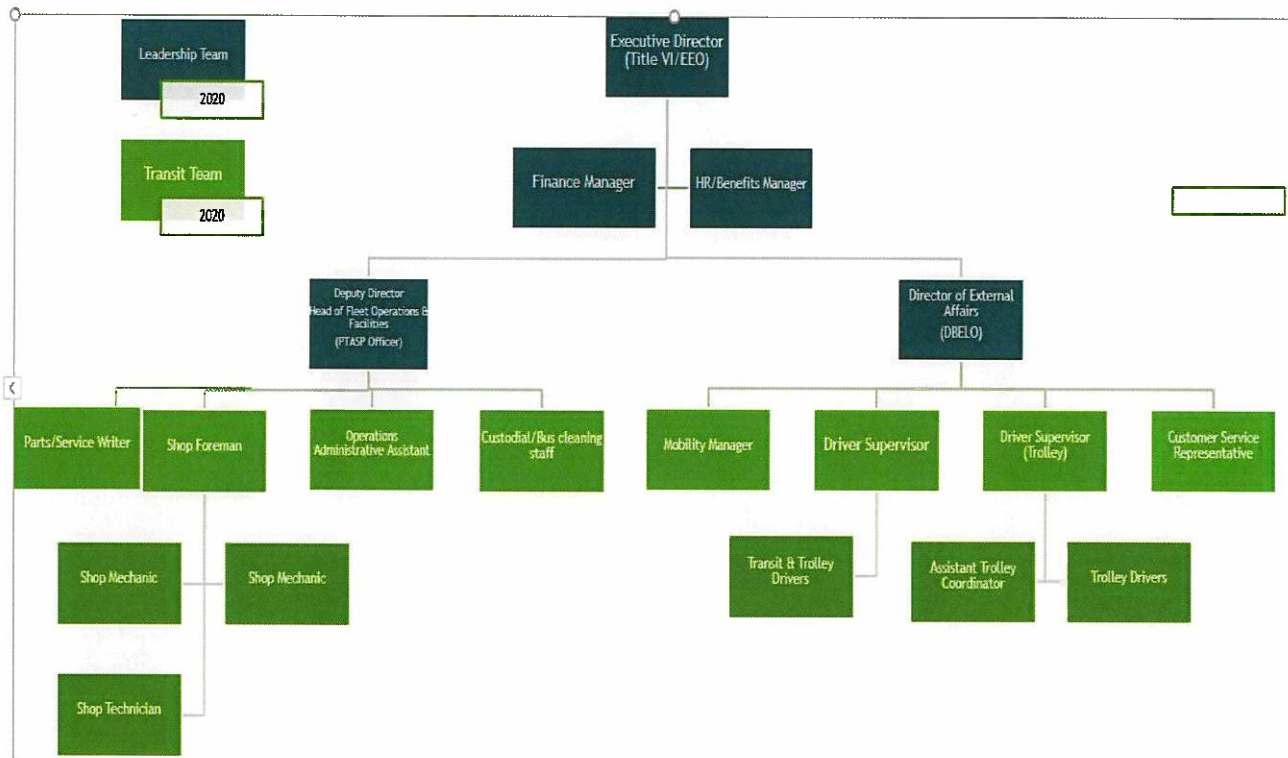 Leadership Team
2020
Transit Team
2020
Executive Director
(Title VI/EEO)
Finance Manager
HR/Benefits Manager
Deputy Director
Head of Fleet Operations &
Facilities
(PTASP Officer)
Director of External
Affairs
(DBELO)
Parts/Service Writer
Shop Foreman
Operations
Administrative Assistant
Custodial/Bus cleaning
staff
Mobility Manager
Driver Supervisor
Driver Supervisor
(Trolley)
Customer Service
Representative
Shop Mechanic
Shop Mechanic
Transit & Trolley
Drivers
Assistant Trolley
Coordinator
Trolley Drivers
Shop Technician